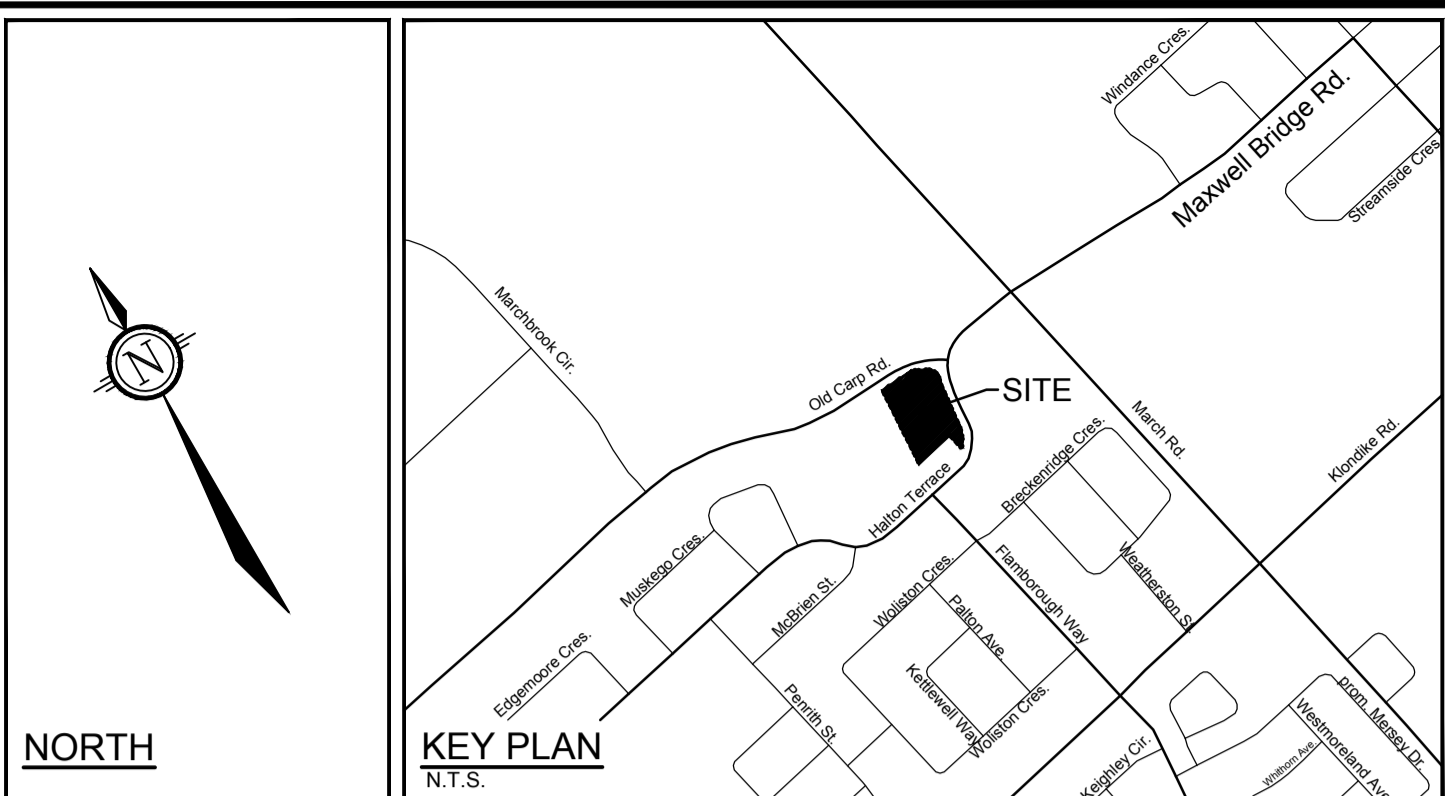 N
NORTH
Windance Cres.
Maxwell Bridge Rd.
Streamside Cres.
Marchbrook Cir.
Old Carp Rd.
SITE
March Rd.
Klondike Rd.
Breckenridge Cres.
Halton Terrace
Flamborough Way
Weatherston St.
Muskego Cres.
McBrien St.
Woliston Cres.
Palton Ave.
Kettlewell Way
Woliston Cres.
Edgemoore Cres.
Penrith St.
prom. Mersey Dr.
Westmoreland Ave
Whithorn Ave.
Keighley Cir.
KEY PLAN
N.T.S.